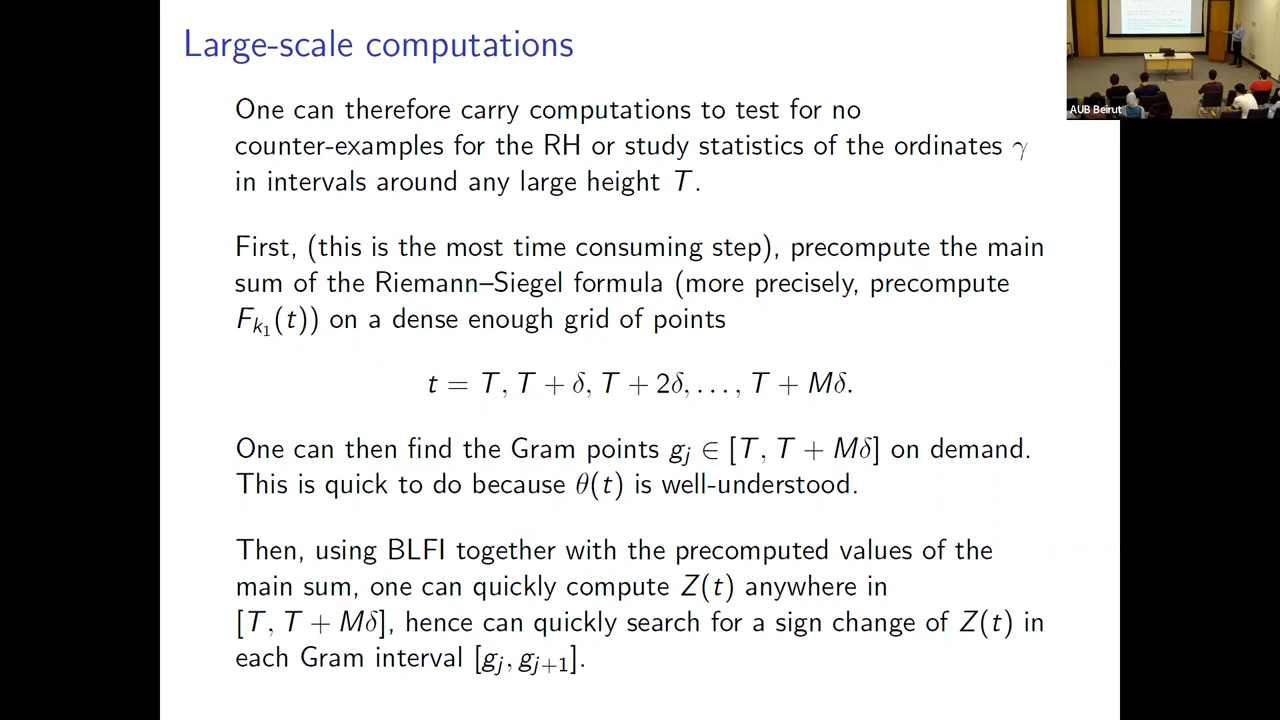 Large-scale computations
One can therefore carry computations to test for no
counter-examples for the RH or study statistics of the ordinates γ
in intervals around any large height T.
First, (this is the most time consuming step), precompute the main
sum of the Riemann–Siegel formula (more precisely, precompute
F_{k_1}(t)) on a dense enough grid of points
t = T, T + δ, T + 2δ, . . . , T + Mδ.
One can then find the Gram points g_j ∈ [T, T + Mδ] on demand.
This is quick to do because θ(t) is well-understood.
Then, using BLFI together with the precomputed values of the
main sum, one can quickly compute Z(t) anywhere in
[T, T + Mδ], hence can quickly search for a sign change of Z(t) in
each Gram interval [g_j, g_{j+1}].
AUB Beirut